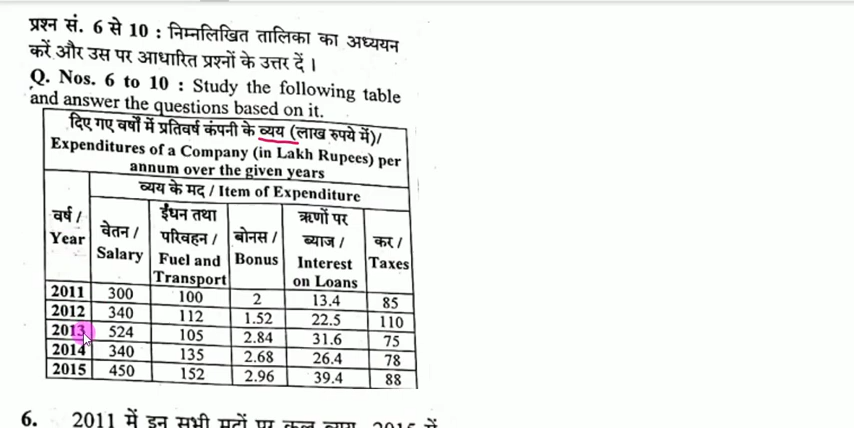 प्रश्न सं. 6 से 10 : निम्नलिखित तालिका का अध्ययन
करें और उस पर आधारित प्रश्नों के उत्तर दें ।
Q. Nos. 6 to 10 : Study the following table
and answer the questions based on it.
दिए गए वर्षों में प्रतिवर्ष कंपनी के व्यय (लाख रुपये में)/
Expenditures of a Company (in Lakh Rupees) per
annum over the given years
व्यय के मद / Item of Expenditure
वर्ष / Year
वेतन / Salary
ईंधन तथा परिवहन / Fuel and Transport
बोनस / Bonus
ऋणों पर ब्याज / Interest on Loans
कर / Taxes
2011 300 100 2 13.4 85
2012 340 112 1.52 22.5 110
2013 524 105 2.84 31.6 75
2014 340 135 2.68 26.4 78
2015 450 152 2.96 39.4 88
6. 2011 में इन सभी मदों पर कुल व्यय, 2015 में